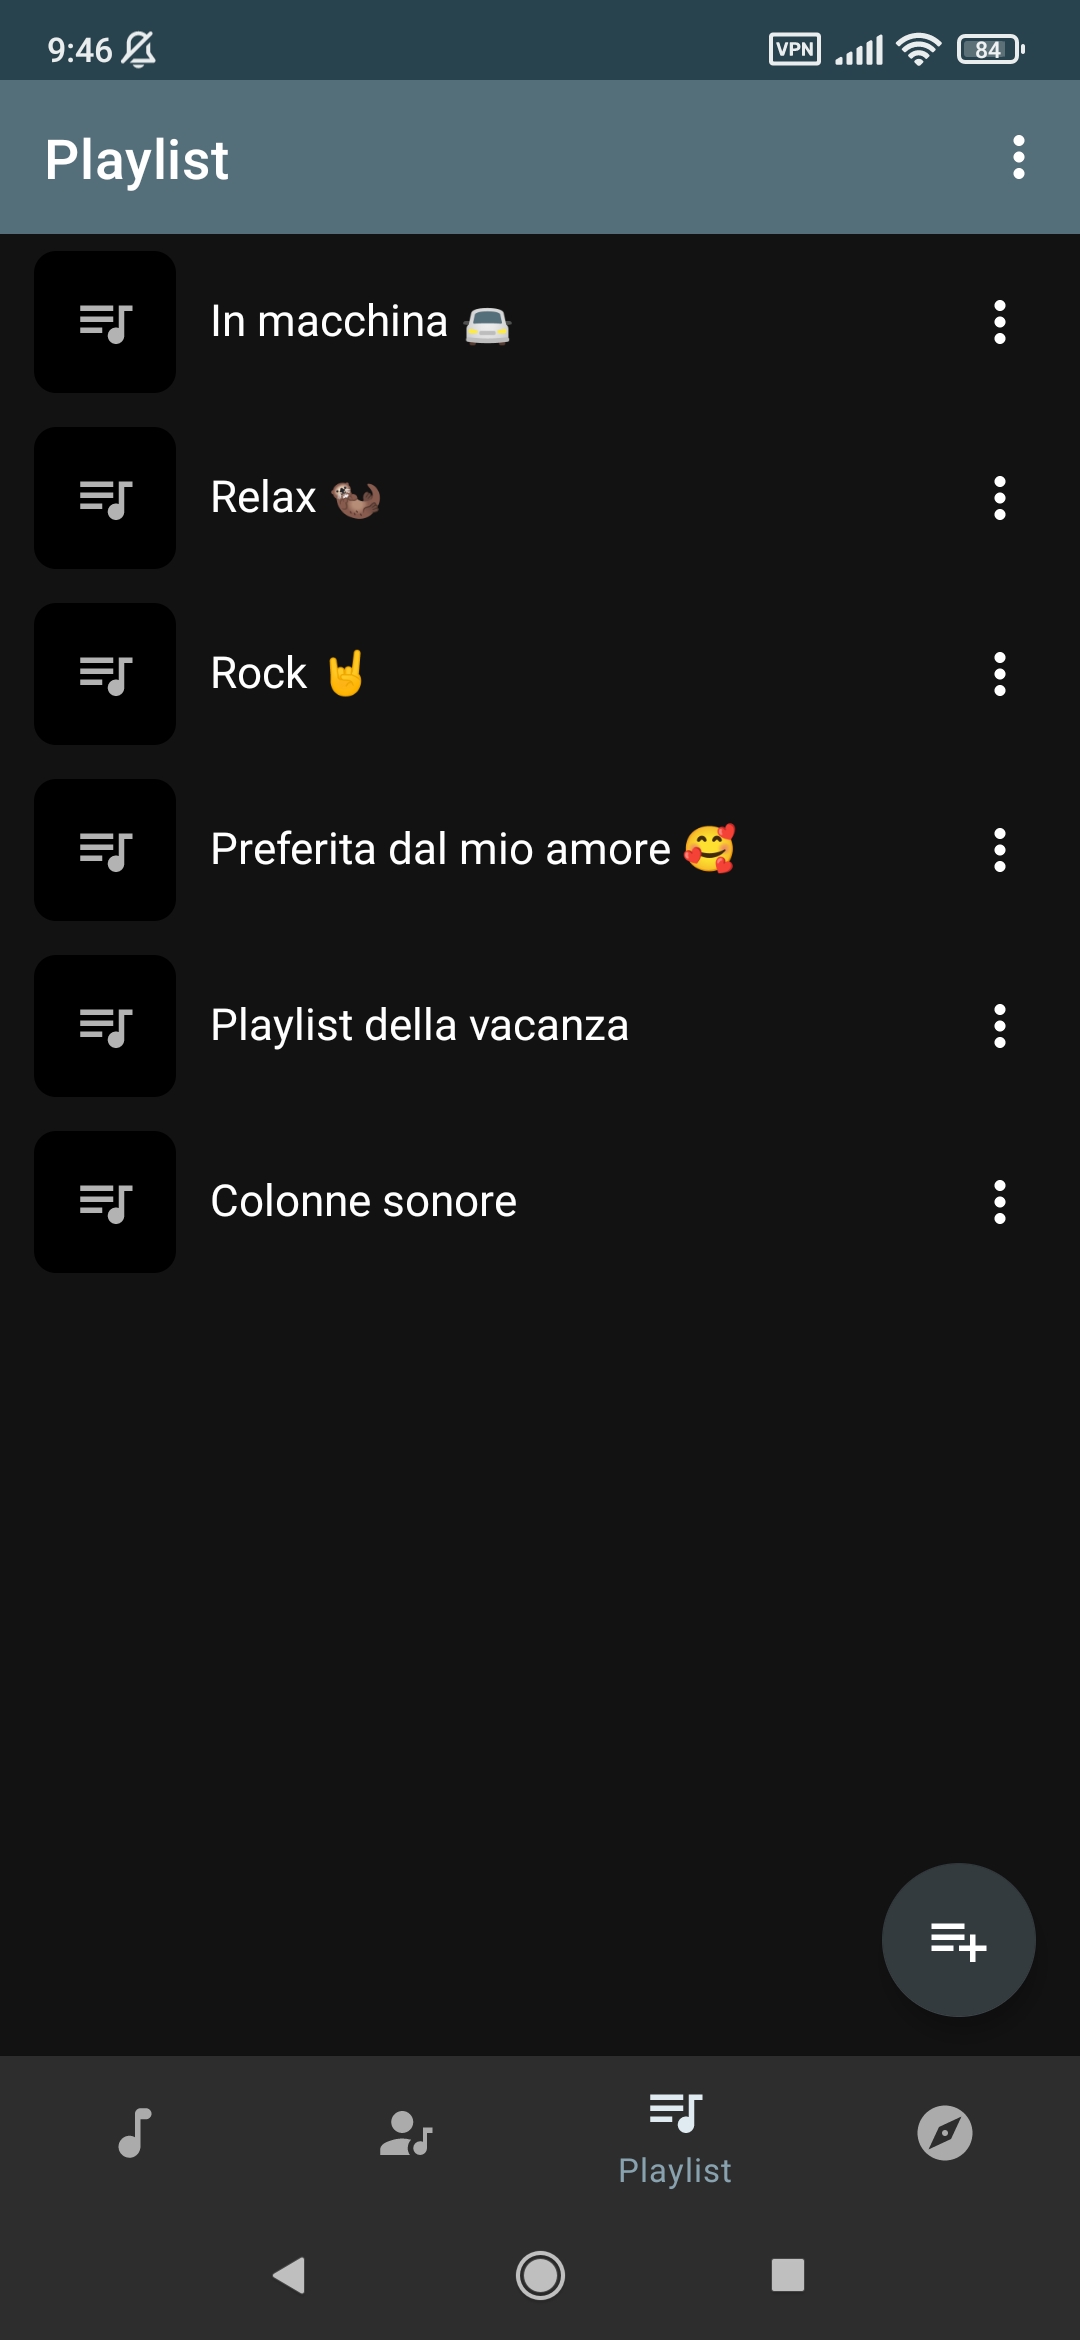 9:46 VPN 84
Playlist
In macchina 🚘
Relax 🦦
Rock 🤘
Preferita dal mio amore 🥰
Playlist della vacanza
Colonne sonore
Playlist